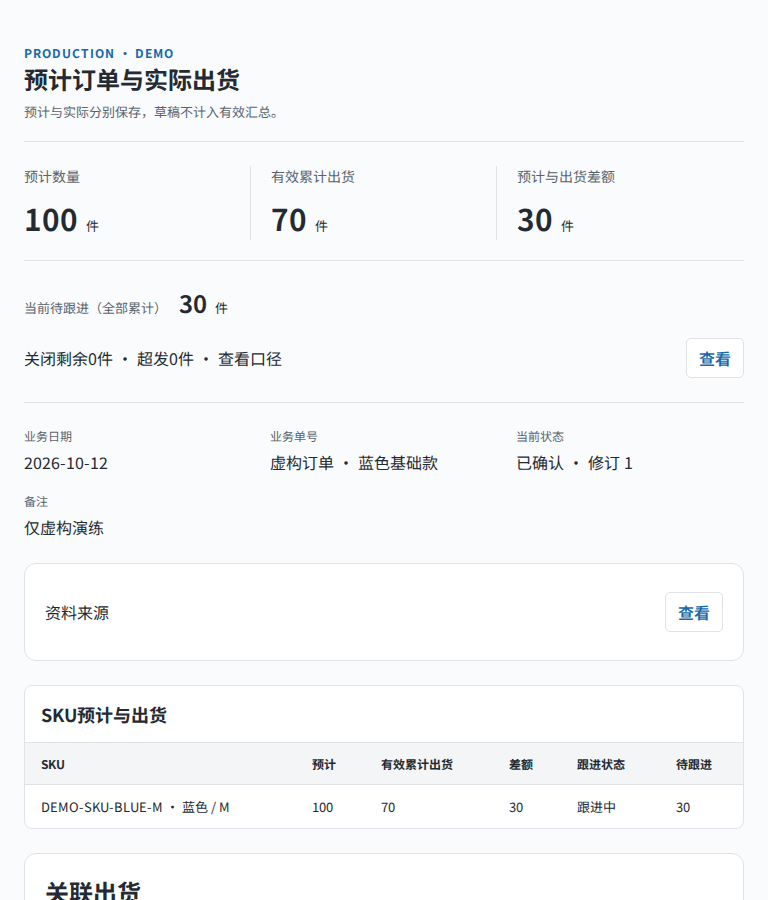 PRODUCTION · DEMO
预计订单与实际出货
预计与实际分别保存，草稿不计入有效汇总。
预计数量 有效累计出货 预计与出货差额
100 件 70 件 30 件
当前待跟进（全部累计） 30 件
关闭剩余0件 · 超发0件 · 查看口径 查看
业务日期 业务单号 当前状态
2026-10-12 虚构订单 · 蓝色基础款 已确认 · 修订 1
备注
仅虚构演练
资料来源 查看
SKU预计与出货
SKU 预计 有效累计出货 差额 跟进状态 待跟进
DEMO-SKU-BLUE-M · 蓝色 / M 100 70 30 跟进中 30
关联出货